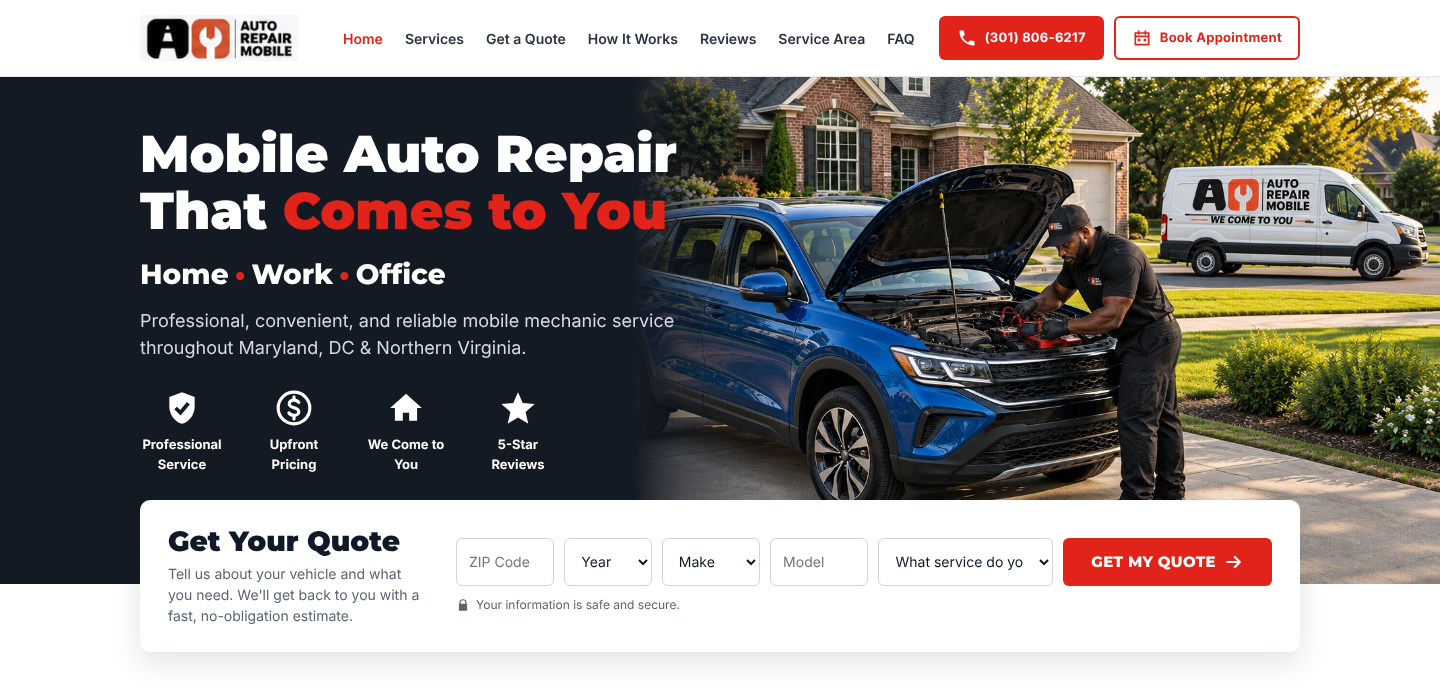 AUTO
REPAIR
MOBILE
Home
Services
Get a Quote
How It Works
Reviews
Service Area
FAQ
(301) 806-6217
Book Appointment
Mobile Auto Repair
That Comes to You
Home • Work • Office
Professional, convenient, and reliable mobile mechanic service
throughout Maryland, DC & Northern Virginia.
Professional
Service
Upfront
Pricing
We Come to
You
5-Star
Reviews
AUTO
REPAIR
MOBILE
WE COME TO YOU
Get Your Quote
Tell us about your vehicle and what
you need. We'll get back to you with a
fast, no-obligation estimate.
ZIP Code
Year
Make
Model
What service do yo
GET MY QUOTE
Your information is safe and secure.